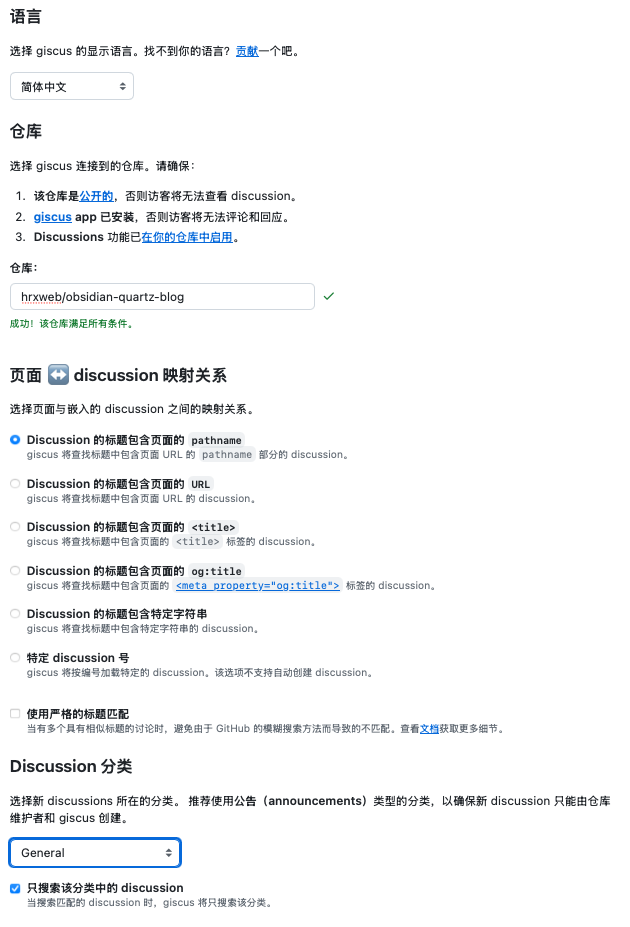 语言
选择 giscus 的显示语言。找不到你的语言？贡献一个吧。
简体中文
仓库
选择 giscus 连接到的仓库。请确保：
1. 该仓库是公开的，否则访客将无法查看 discussion。
2. giscus app 已安装，否则访客将无法评论和回应。
3. Discussions 功能已在你的仓库中启用。
仓库：
hrxweb/obsidian-quartz-blog
成功！该仓库满足所有条件。
页面 ↔️ discussion 映射关系
选择页面与嵌入的 discussion 之间的映射关系。
Discussion 的标题包含页面的 pathname
giscus 将查找标题中包含页面 URL 的 pathname 部分的 discussion。
Discussion 的标题包含页面的 URL
giscus 将查找标题中包含页面 URL 的 discussion。
Discussion 的标题包含页面的 <title>
giscus 将查找标题中包含页面的 <title> 标签的 discussion。
Discussion 的标题包含页面的 og:title
giscus 将查找标题中包含页面的 <meta property="og:title"> 标签的 discussion。
Discussion 的标题包含特定字符串
giscus 将查找标题中包含特定字符串的 discussion。
特定 discussion 号
giscus 将按编号加载特定的 discussion。该选项不支持自动创建 discussion。
使用严格的标题匹配
当有多个具有相似标题的讨论时，避免由于 GitHub 的模糊搜索方法而导致的不匹配。查看文档获取更多细节。
Discussion 分类
选择新 discussions 所在的分类。 推荐使用公告（announcements）类型的分类，以确保新 discussion 只能由仓库
维护者和 giscus 创建。
General
只搜索该分类中的 discussion
当搜索匹配的 discussion 时，giscus 将只搜索该分类。